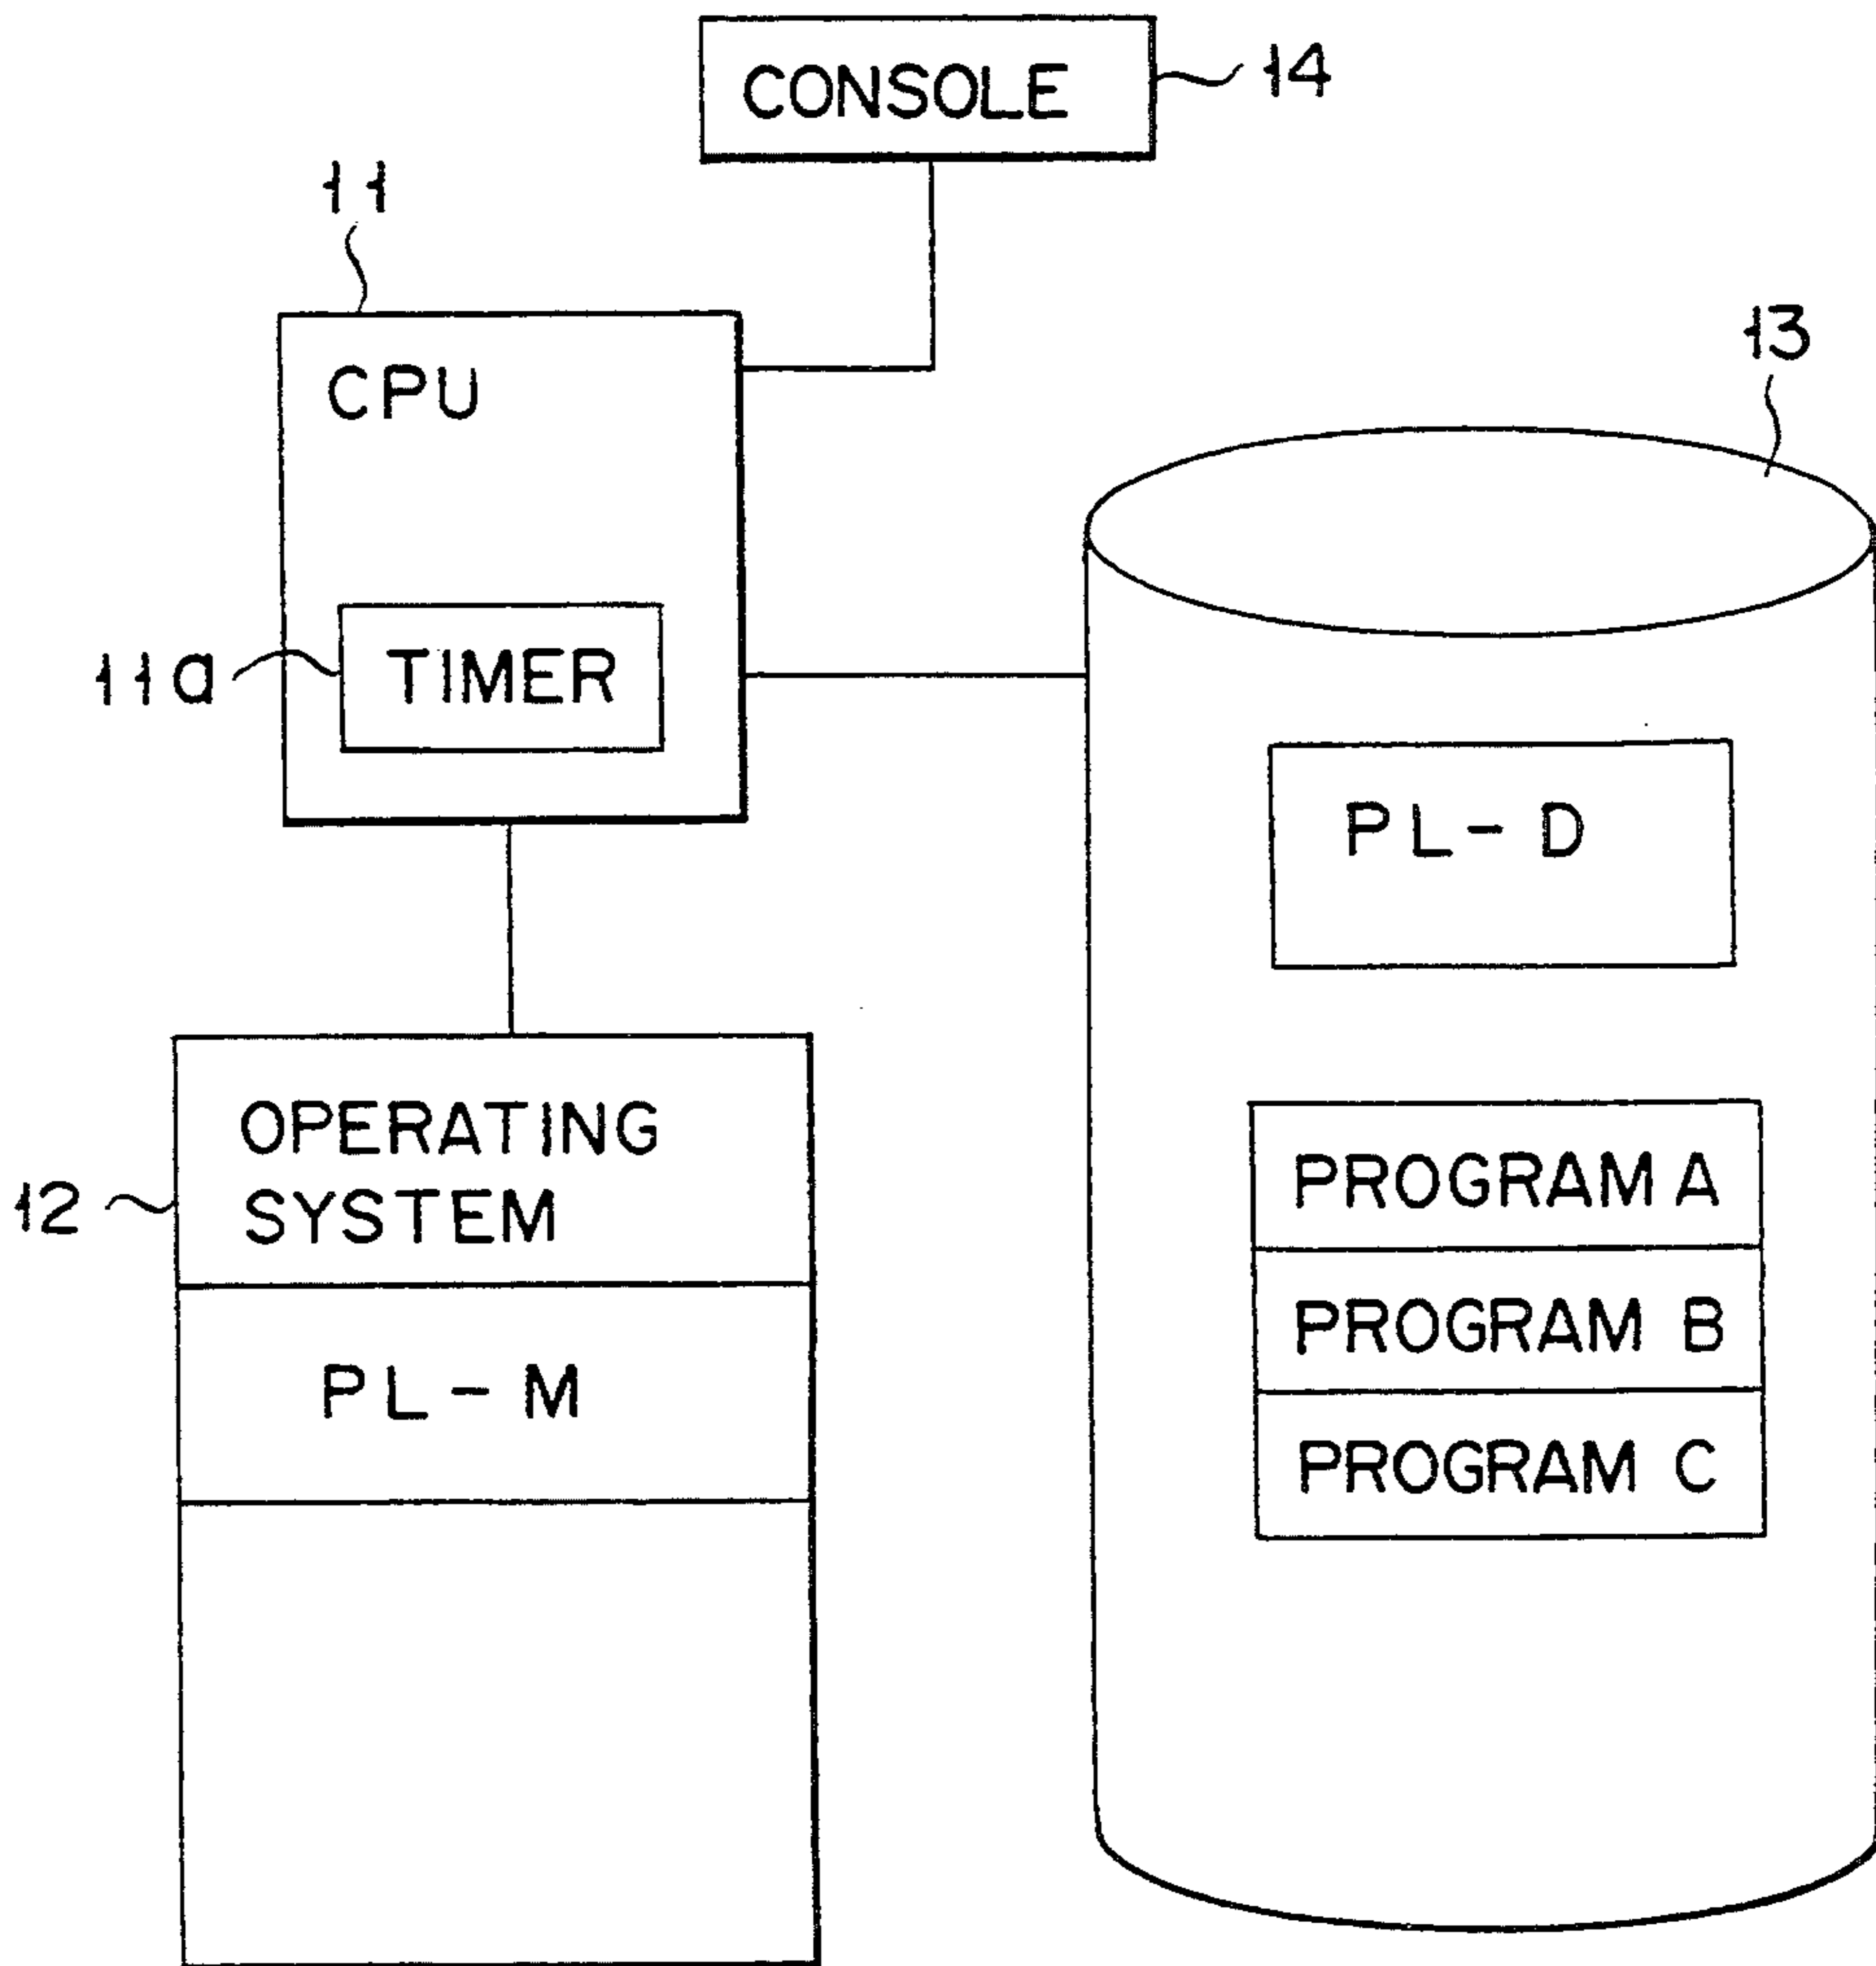 CONSOLE
14
11
CPU
13
11a
TIMER
PL-D
OPERATING
SYSTEM
12
PL-M
PROGRAM A
PROGRAM B
PROGRAM C